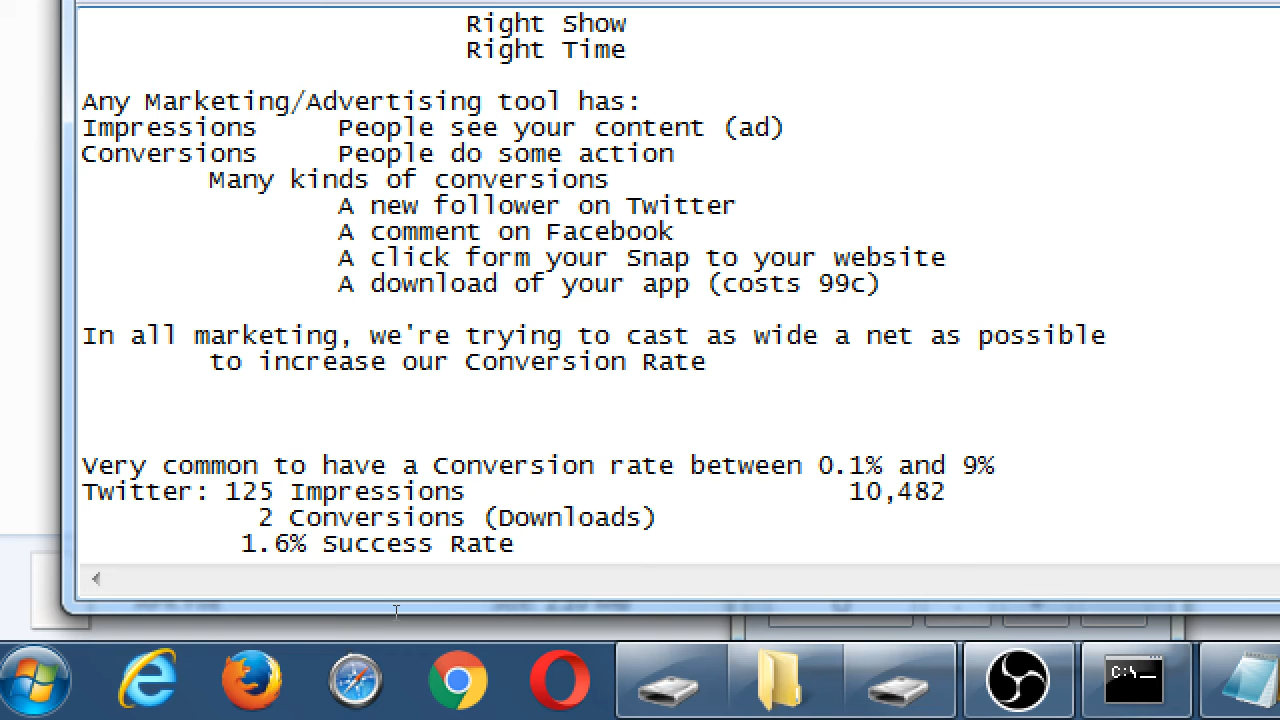 Right Show
Right Time
Any Marketing/Advertising tool has:
Impressions People see your content (ad)
Conversions People do some action
Many kinds of conversions
A new follower on Twitter
A comment on Facebook
A click form your Snap to your website
A download of your app (costs 99c)
In all marketing, we're trying to cast as wide a net as possible
to increase our Conversion Rate
Very common to have a Conversion rate between 0.1% and 9%
Twitter: 125 Impressions 10,482
2 Conversions (Downloads)
1.6% Success Rate
C:\_